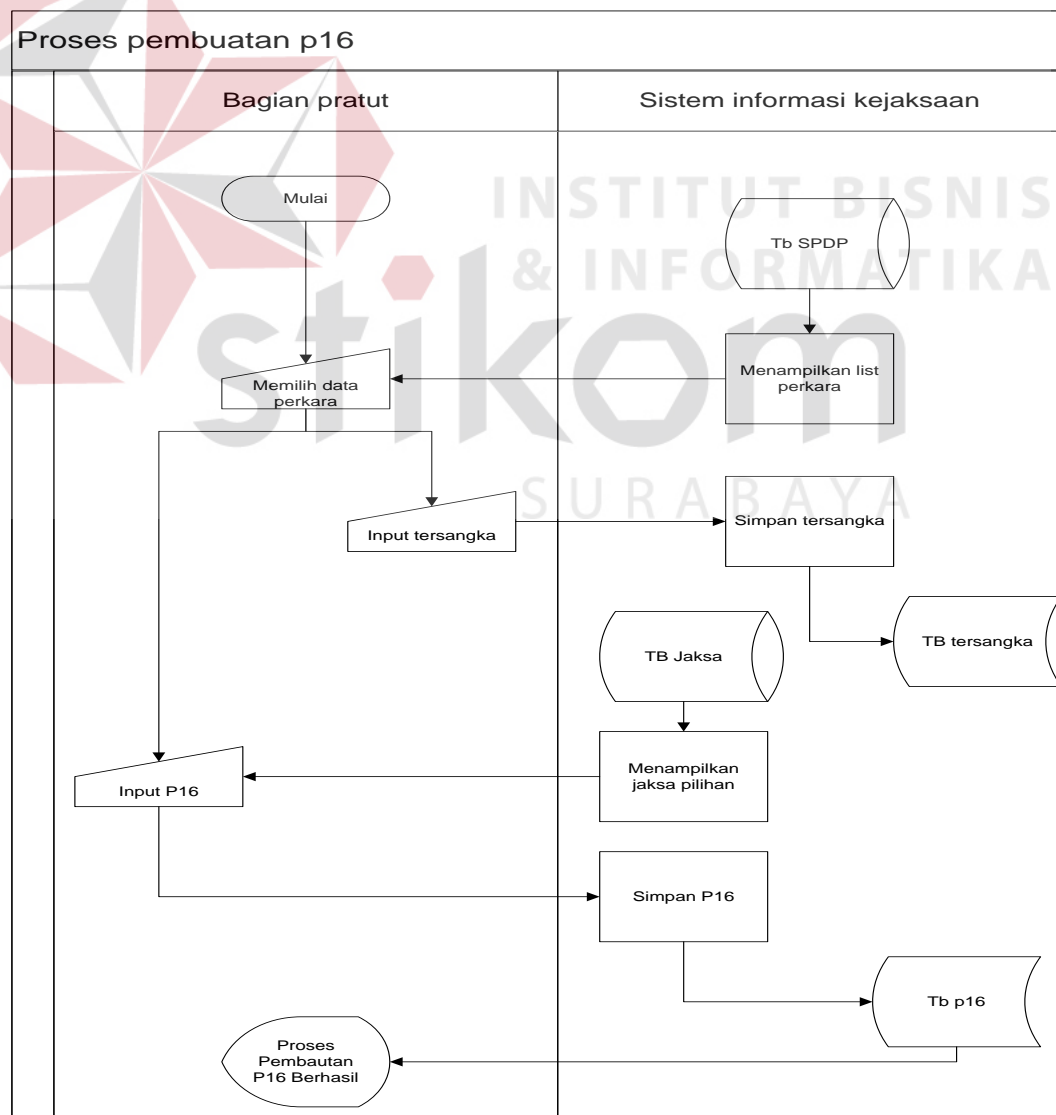 Proses pembuatan p16
Bagian pratut
Sistem informasi kejaksaan
INSTITUT BISNIS
& INFORMATIKA
stikom
SURABAYA
Mulai
Tb SPDP
Menampilkan list
perkara
Memilih data
perkara
Input tersangka
Simpan tersangka
TB tersangka
TB Jaksa
Menampilkan
jaksa pilihan
Input P16
Simpan P16
Tb p16
Proses
Pembautan
P16 Berhasil